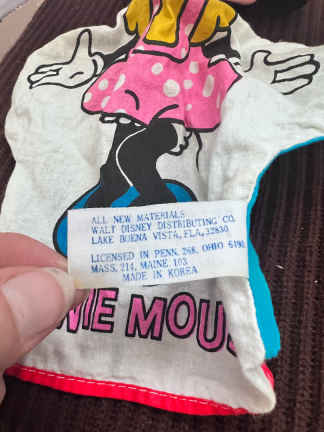 ALL NEW MATERIALS
WALT DISNEY DISTRIBUTING CO.
LAKE BUENA VISTA, FLA, 32830
LICENSED IN PENN. 268, OHIO 6190
MASS. 214, MAINE. 103
MADE IN KOREA
NIE MOUS